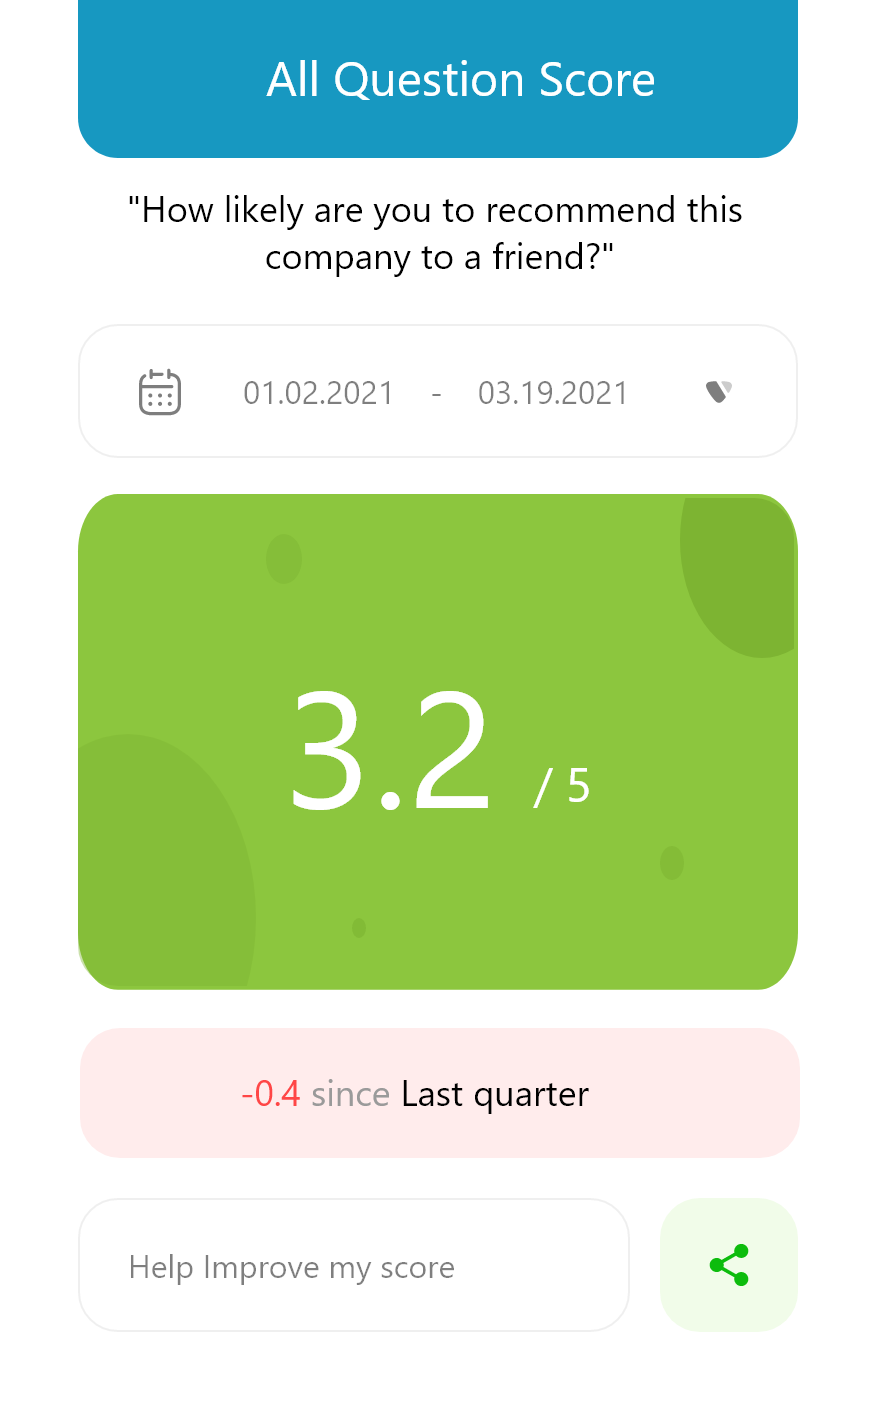 All Question Score
"How likely are you to recommend this
company to a friend?"
01.02.2021 - 03.19.2021
3.2 / 5
-0.4 since Last quarter
Help Improve my score